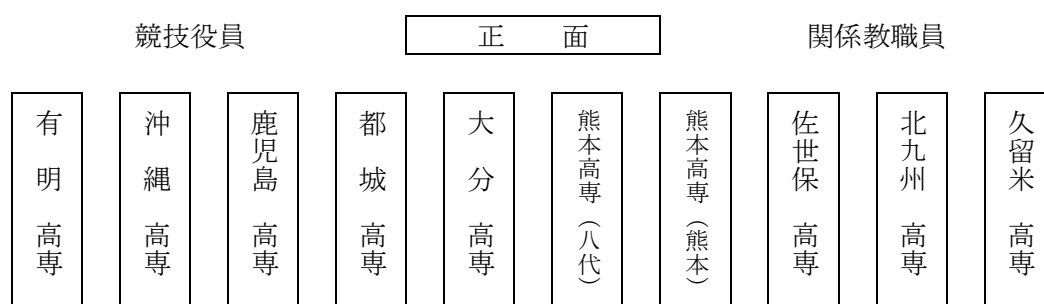 競技役員
正　面
関係教職員
有明 高専
沖縄 高専
鹿児島 高専
都城 高専
大分 高専
熊本高専（八代）
熊本高専（熊本）
佐世保 高専
北九州 高専
久留米 高専